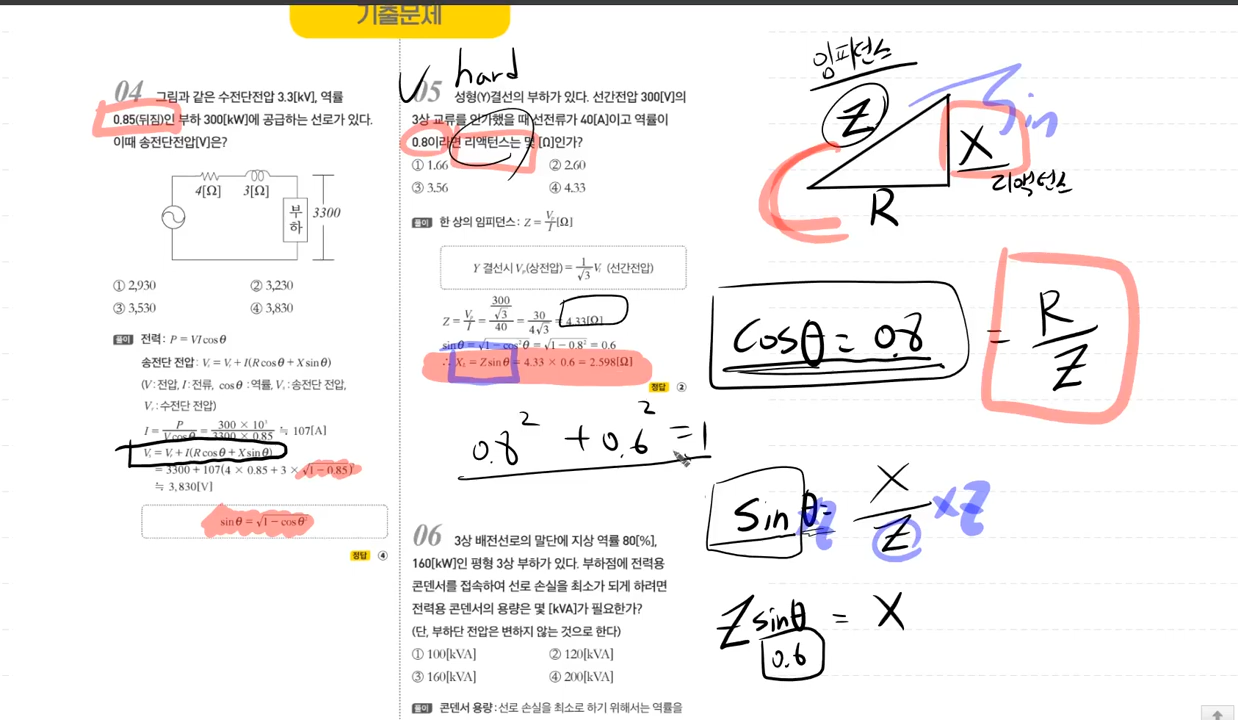 기출문제
04 그림과 같은 수전단전압 3.3[kV], 역률
0.85(뒤짐)인 부하 300[kW]에 공급하는 선로가 있다.
이때 송전단전압[V]은?
4[Ω] 3[Ω]
부하
3300
① 2,930 ② 3,230
③ 3,530 ④ 3,830
풀이 전력 : P = VIcosθ
송전단 전압 : Vs = Vr + I(Rcosθ + Xsinθ)
(V : 전압, I : 전류, cosθ : 역률, Vs : 송전단 전압,
Vr : 수전단 전압)
I = P/Vcosθ = 300 × 10³/3300 × 0.85 ≒ 107[A]
Vs = Vr + I(Rcosθ + Xsinθ)
= 3300 + 107(4 × 0.85 + 3 × √1−0.85²)
≒ 3,830[V]
sinθ = √1−cosθ²
정답 ④
hard
05 성형(Y)결선의 부하가 있다. 선간전압 300[V]의
3상 교류를 인가했을 때 선전류가 40[A]이고 역률이
0.8이라면 리액턴스는 몇 [Ω]인가?
① 1.66 ② 2.60
③ 3.56 ④ 4.33
풀이 한 상의 임피던스 : Z = Vp/I [Ω]
Y 결선시 Vp(상전압) = 1/√3 Vl (선간전압)
Z = Vp/I = 300/√3/40 = 30/4√3 = 4.33[Ω]
sinθ = √1−cos²θ = √1−0.8² = 0.6
∴ XL = Zsinθ = 4.33 × 0.6 = 2.598[Ω]
정답 ②
0.8² + 0.6² = 1
06 3상 배전선로의 말단에 지상 역률 80[%],
160[kW]인 평형 3상 부하가 있다. 부하점에 전력용
콘덴서를 접속하여 선로 손실을 최소가 되게 하려면
전력용 콘덴서의 용량은 몇 [kVA]가 필요한가?
(단, 부하단 전압은 변하지 않는 것으로 한다)
① 100[kVA] ② 120[kVA]
③ 160[kVA] ④ 200[kVA]
풀이 콘덴서 용량 : 선로 손실을 최소로 하기 위해서는 역률을
임피던스
Z
Sin
X
리액턴스
R
cosθ = 0.8 = R/Z
sinθ = X/Z ×Z
Z sinθ = X
0.6